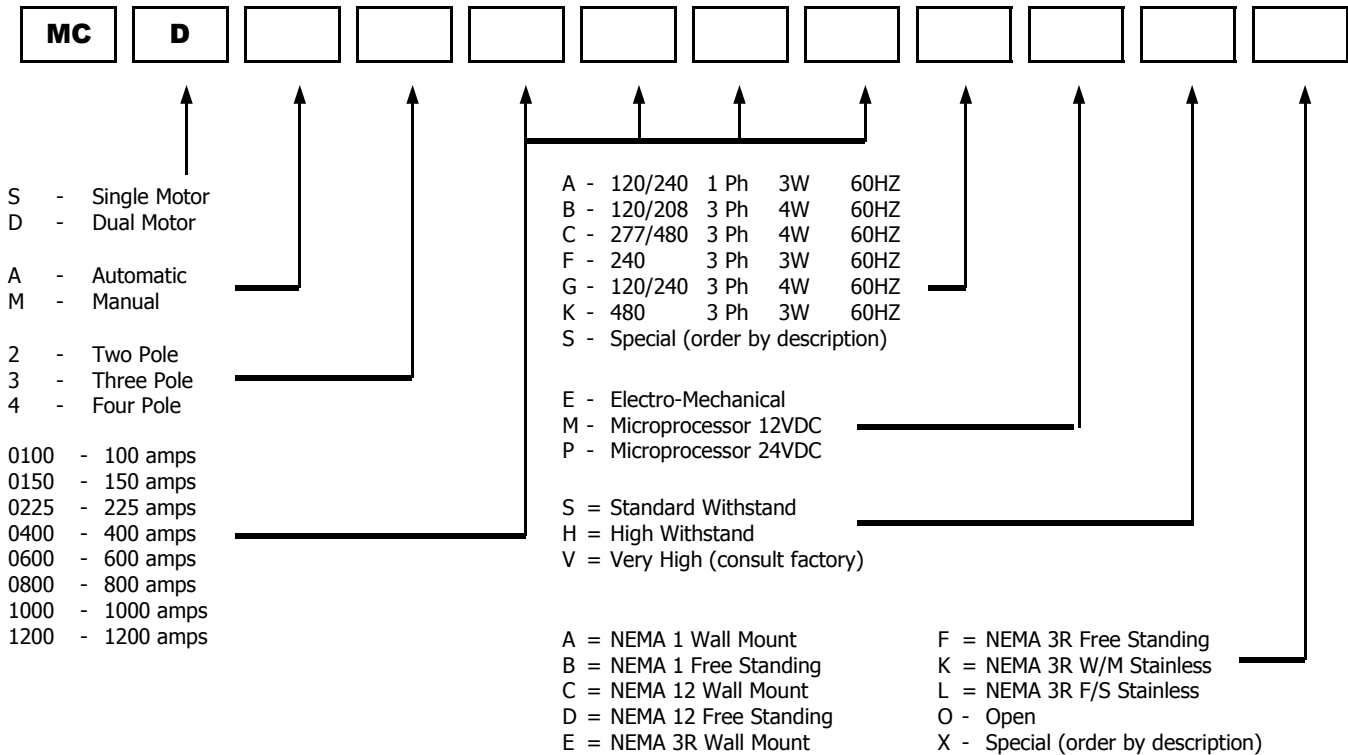 MC D
S - Single Motor
D - Dual Motor
A - Automatic
M - Manual
2 - Two Pole
3 - Three Pole
4 - Four Pole
0100 - 100 amps
0150 - 150 amps
0225 - 225 amps
0400 - 400 amps
0600 - 600 amps
0800 - 800 amps
1000 - 1000 amps
1200 - 1200 amps
A - 120/240 1 Ph 3W 60HZ
B - 120/208 3 Ph 4W 60HZ
C - 277/480 3 Ph 4W 60HZ
F - 240 3 Ph 3W 60HZ
G - 120/240 3 Ph 4W 60HZ
K - 480 3 Ph 3W 60HZ
S - Special (order by description)
E - Electro-Mechanical
M - Microprocessor 12VDC
P - Microprocessor 24VDC
S = Standard Withstand
H = High Withstand
V = Very High (consult factory)
A = NEMA 1 Wall Mount
B = NEMA 1 Free Standing
C = NEMA 12 Wall Mount
D = NEMA 12 Free Standing
E = NEMA 3R Wall Mount
F = NEMA 3R Free Standing
K = NEMA 3R W/M Stainless
L = NEMA 3R F/S Stainless
O - Open
X - Special (order by description)